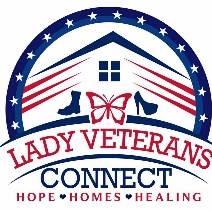 LADY VETERANS
CONNECT
HOPE ♥ HOMES ♥ HEALING